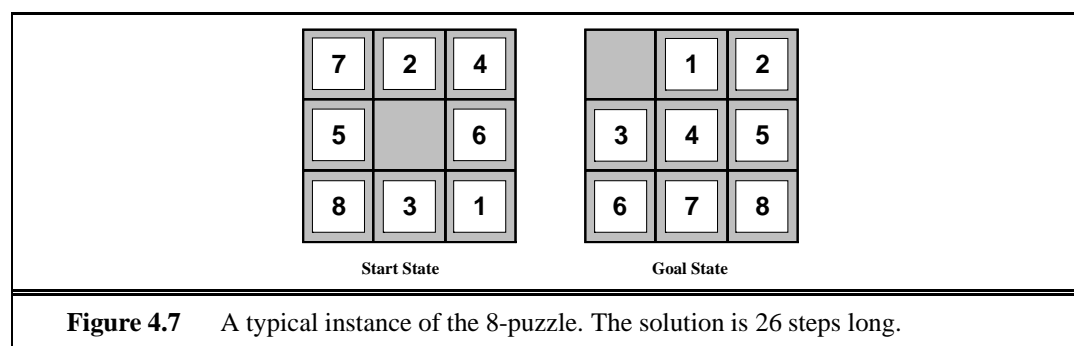 7 2 4 1 2
5 6 3 4 5
8 3 1 6 7 8
Start State Goal State
Figure 4.7 A typical instance of the 8-puzzle. The solution is 26 steps long.